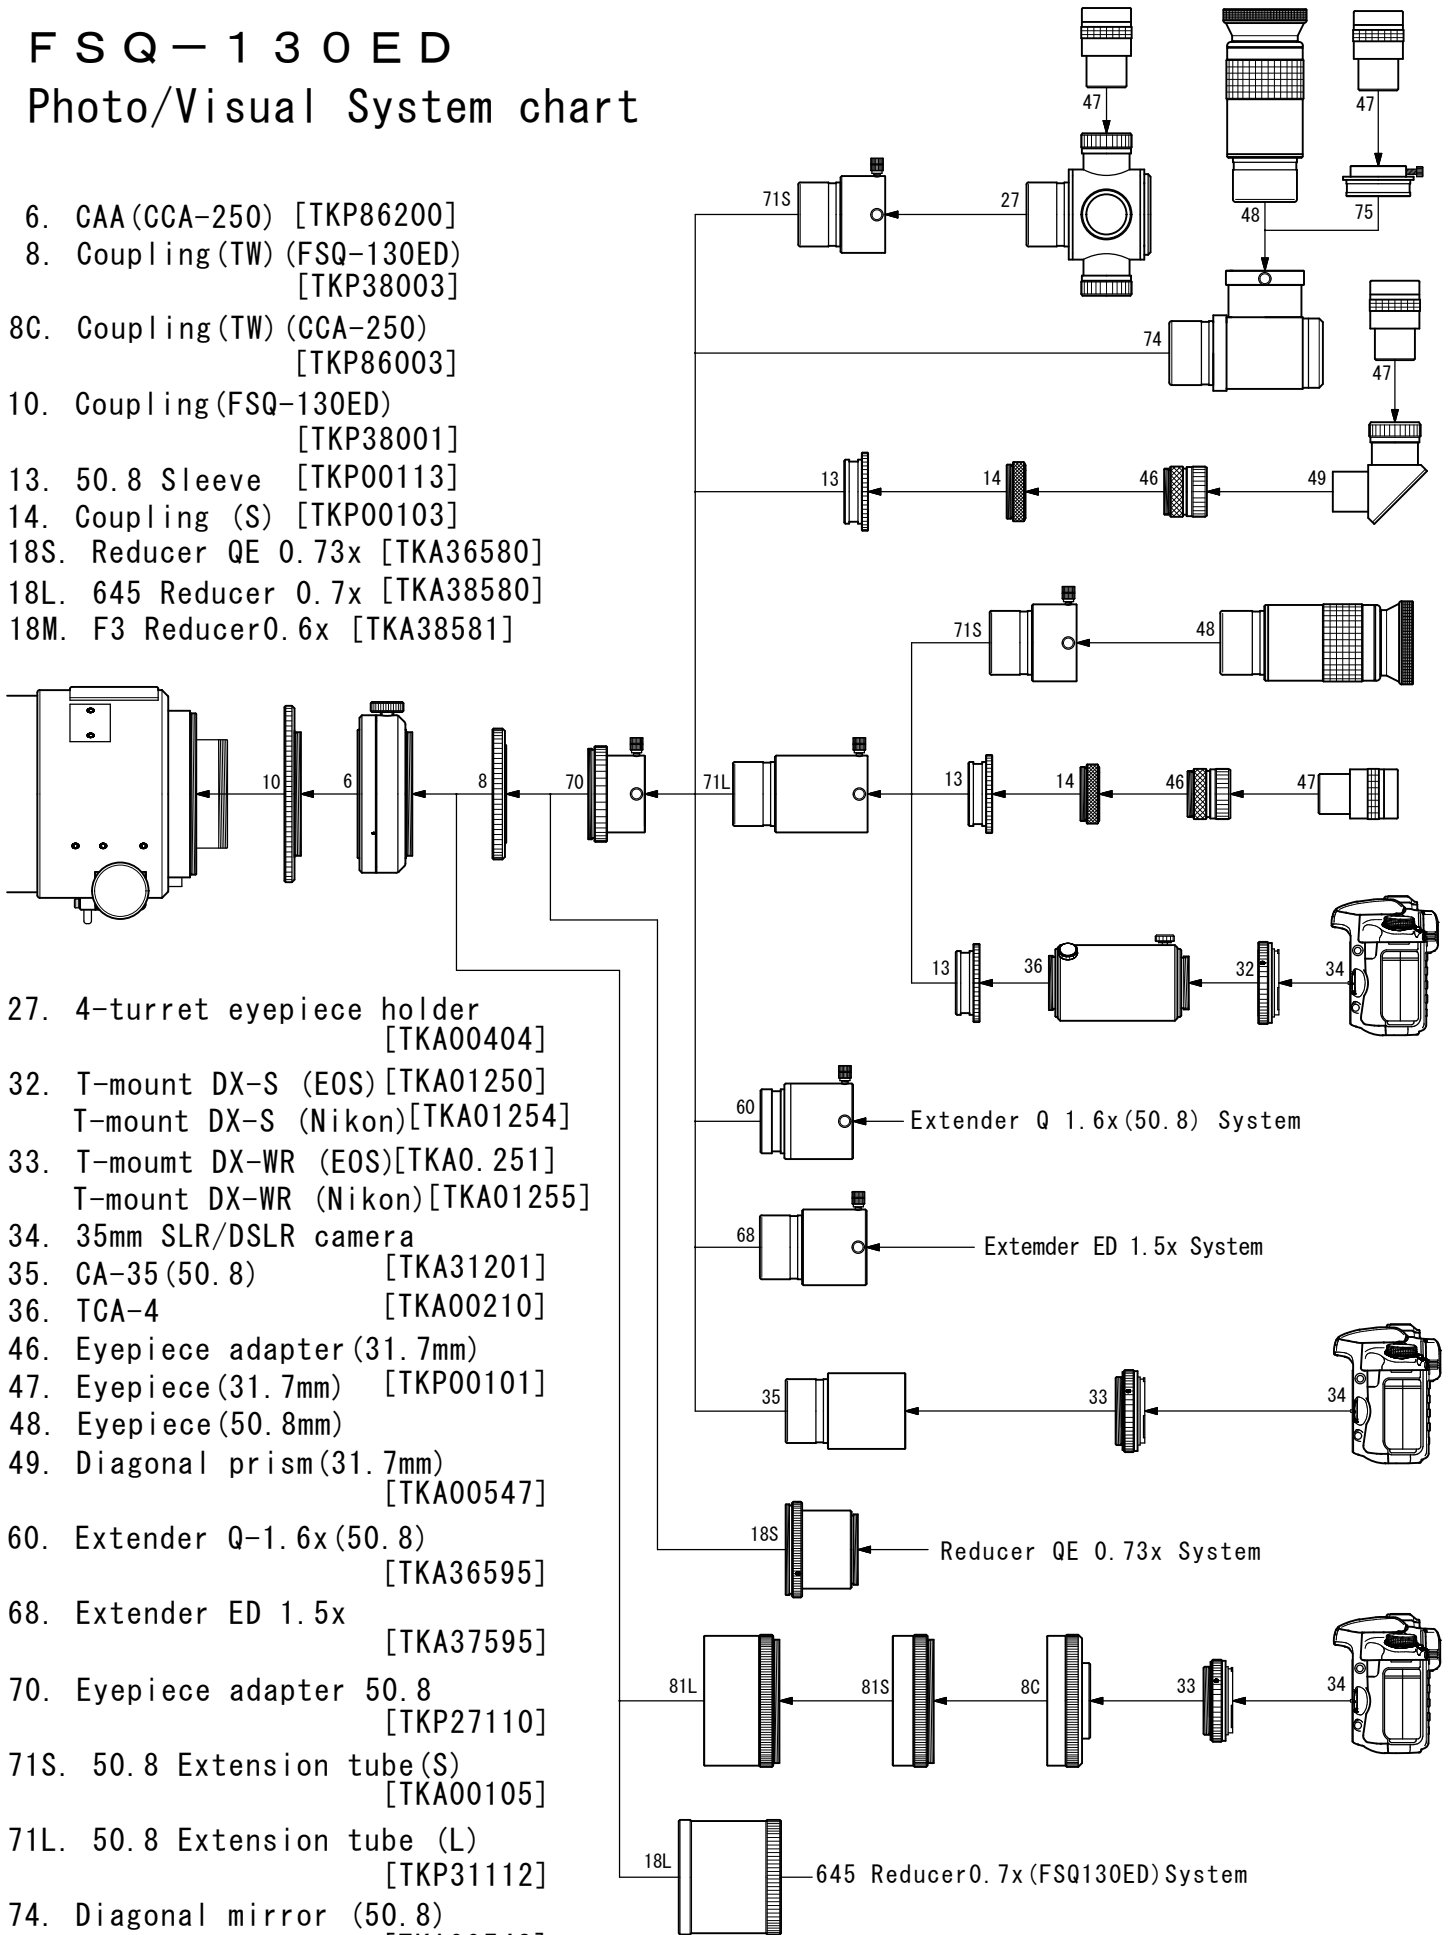 FSQ－130ED
Photo/Visual System chart
6. CAA(CCA-250) [TKP86200]
8. Coupling(TW)(FSQ-130ED)
[TKP38003]
8C. Coupling(TW)(CCA-250)
[TKP86003]
10. Coupling(FSQ-130ED)
[TKP38001]
13. 50.8 Sleeve [TKP00113]
14. Coupling (S) [TKP00103]
18S. Reducer QE 0.73x [TKA36580]
18L. 645 Reducer 0.7x [TKA38580]
18M. F3 Reducer0.6x [TKA38581]
27. 4-turret eyepiece holder
[TKA00404]
32. T-mount DX-S (EOS)[TKA01250]
T-mount DX-S (Nikon)[TKA01254]
33. T-moumt DX-WR (EOS)[TKA0.251]
T-mount DX-WR (Nikon)[TKA01255]
34. 35mm SLR/DSLR camera
35. CA-35(50.8) [TKA31201]
36. TCA-4 [TKA00210]
46. Eyepiece adapter(31.7mm)
[TKP00101]
47. Eyepiece(31.7mm)
48. Eyepiece(50.8mm)
49. Diagonal prism(31.7mm)
[TKA00547]
60. Extender Q-1.6x(50.8)
[TKA36595]
68. Extender ED 1.5x
[TKA37595]
70. Eyepiece adapter 50.8
[TKP27110]
71S. 50.8 Extension tube(S)
[TKA00105]
71L. 50.8 Extension tube (L)
[TKP31112]
74. Diagonal mirror (50.8)
47
47
71S
27
48
75
74
47
13
14
46
49
71S
48
10
6
8
70
71L
13
14
46
47
13
36
32
34
60
Extender Q 1.6x(50.8) System
68
Extemder ED 1.5x System
35
33
34
18S
Reducer QE 0.73x System
81L
81S
8C
33
34
18L
645 Reducer0.7x(FSQ130ED)System